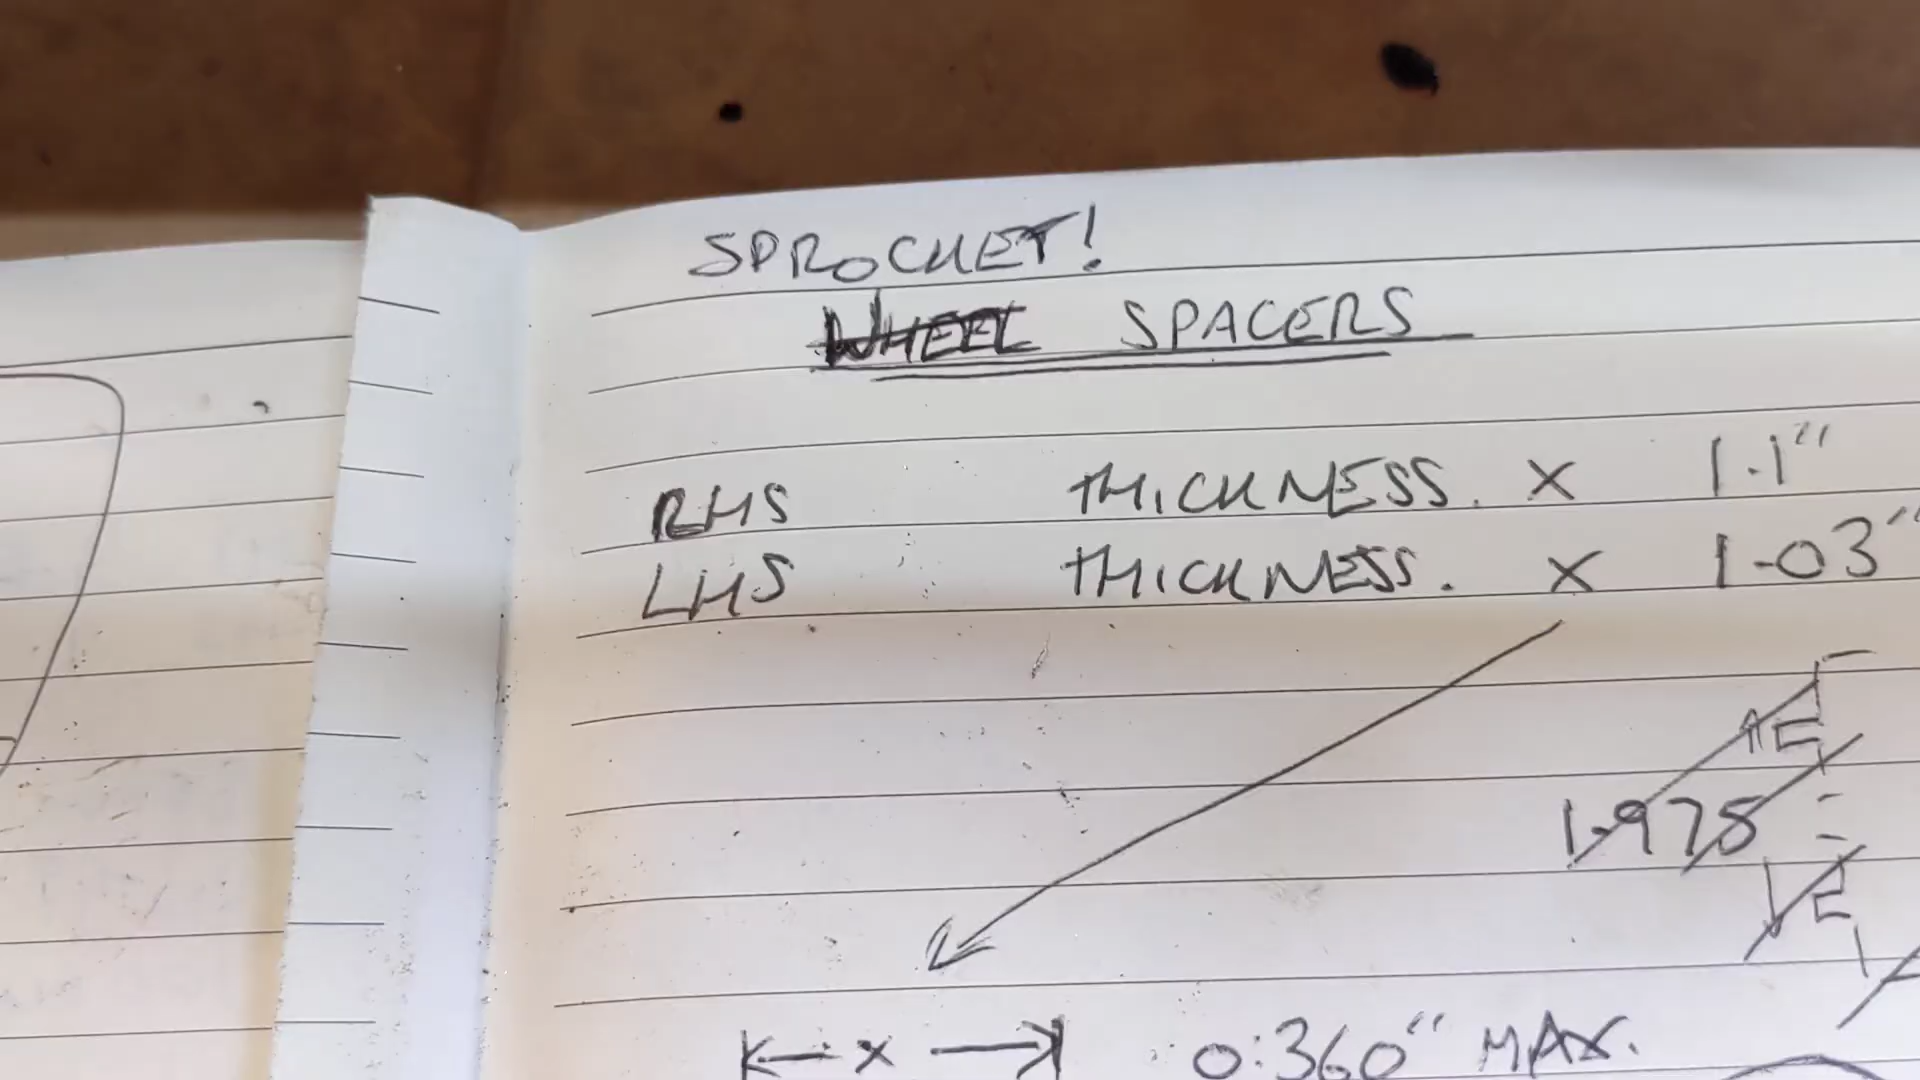 SPROCKET!
WHEEL SPACERS
RHS THICKNESS. X 1.1"
LHS THICKNESS. X 1.03"
1.975
X 0.360" MAX.